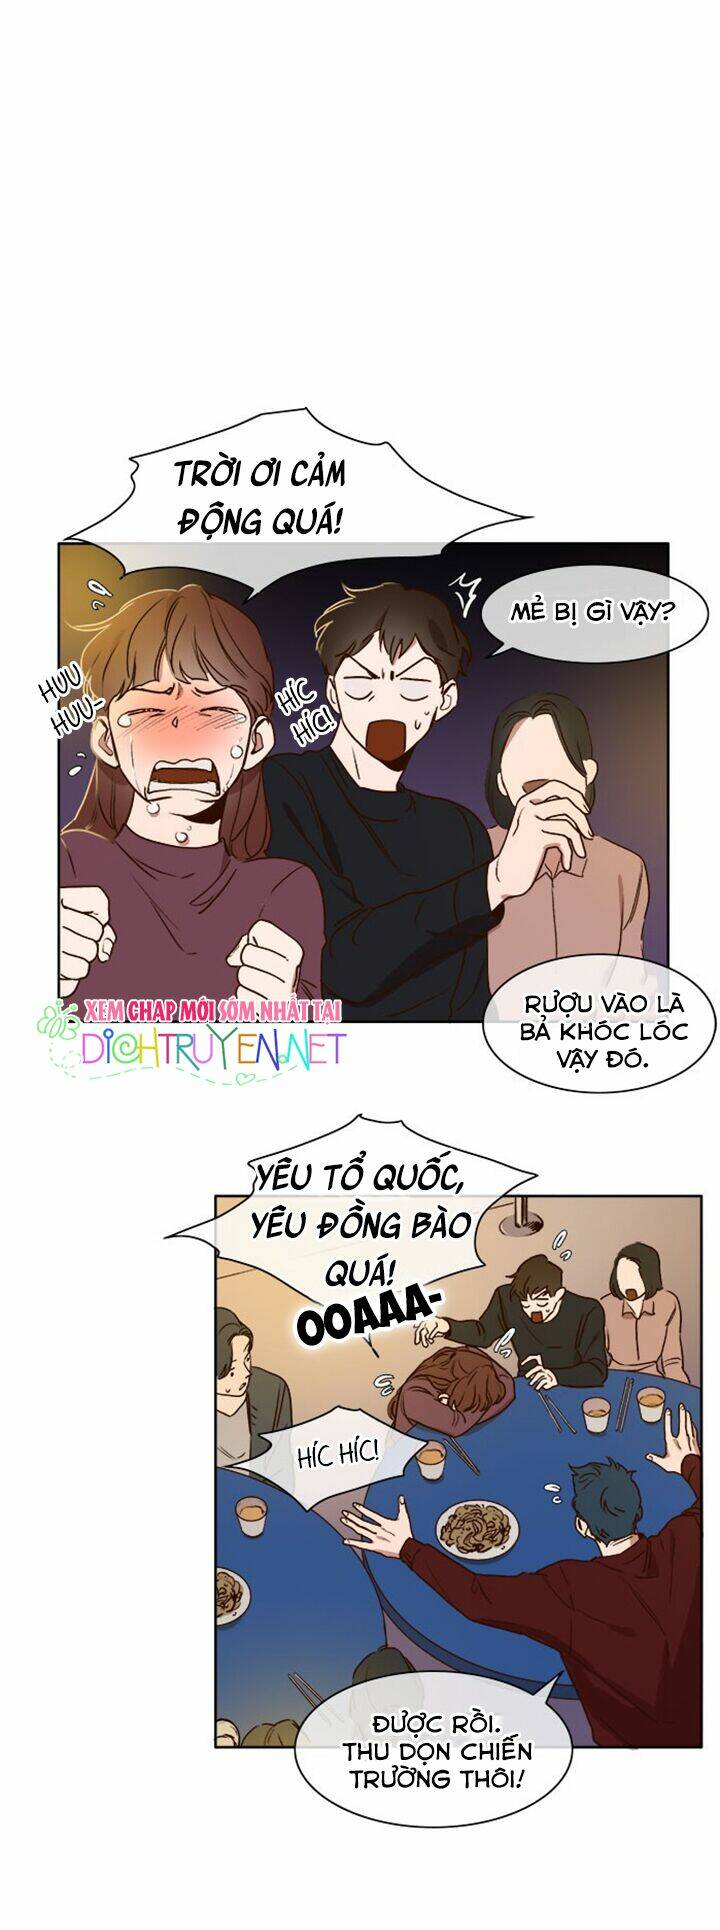 TRỜI ƠI CẢM
ĐỘNG QUÁ!
MẺ BỊ GÌ VẬY?
HUU
HUU-
HÍC
HÍC!
RƯỢU VÀO LÀ
BẢ KHÓC LÓC
VẬY ĐÓ.
XEM CHAP MỚI SỚM NHẤT TẠI
DICHTRUYEN.NET
YÊU TỔ QUỐC,
YÊU ĐỒNG BÀO
QUÁ!
OOAAA-
HÍC HÍC!
ĐƯỢC RỒI.
THU DỌN CHIẾN
TRƯỜNG THÔI!